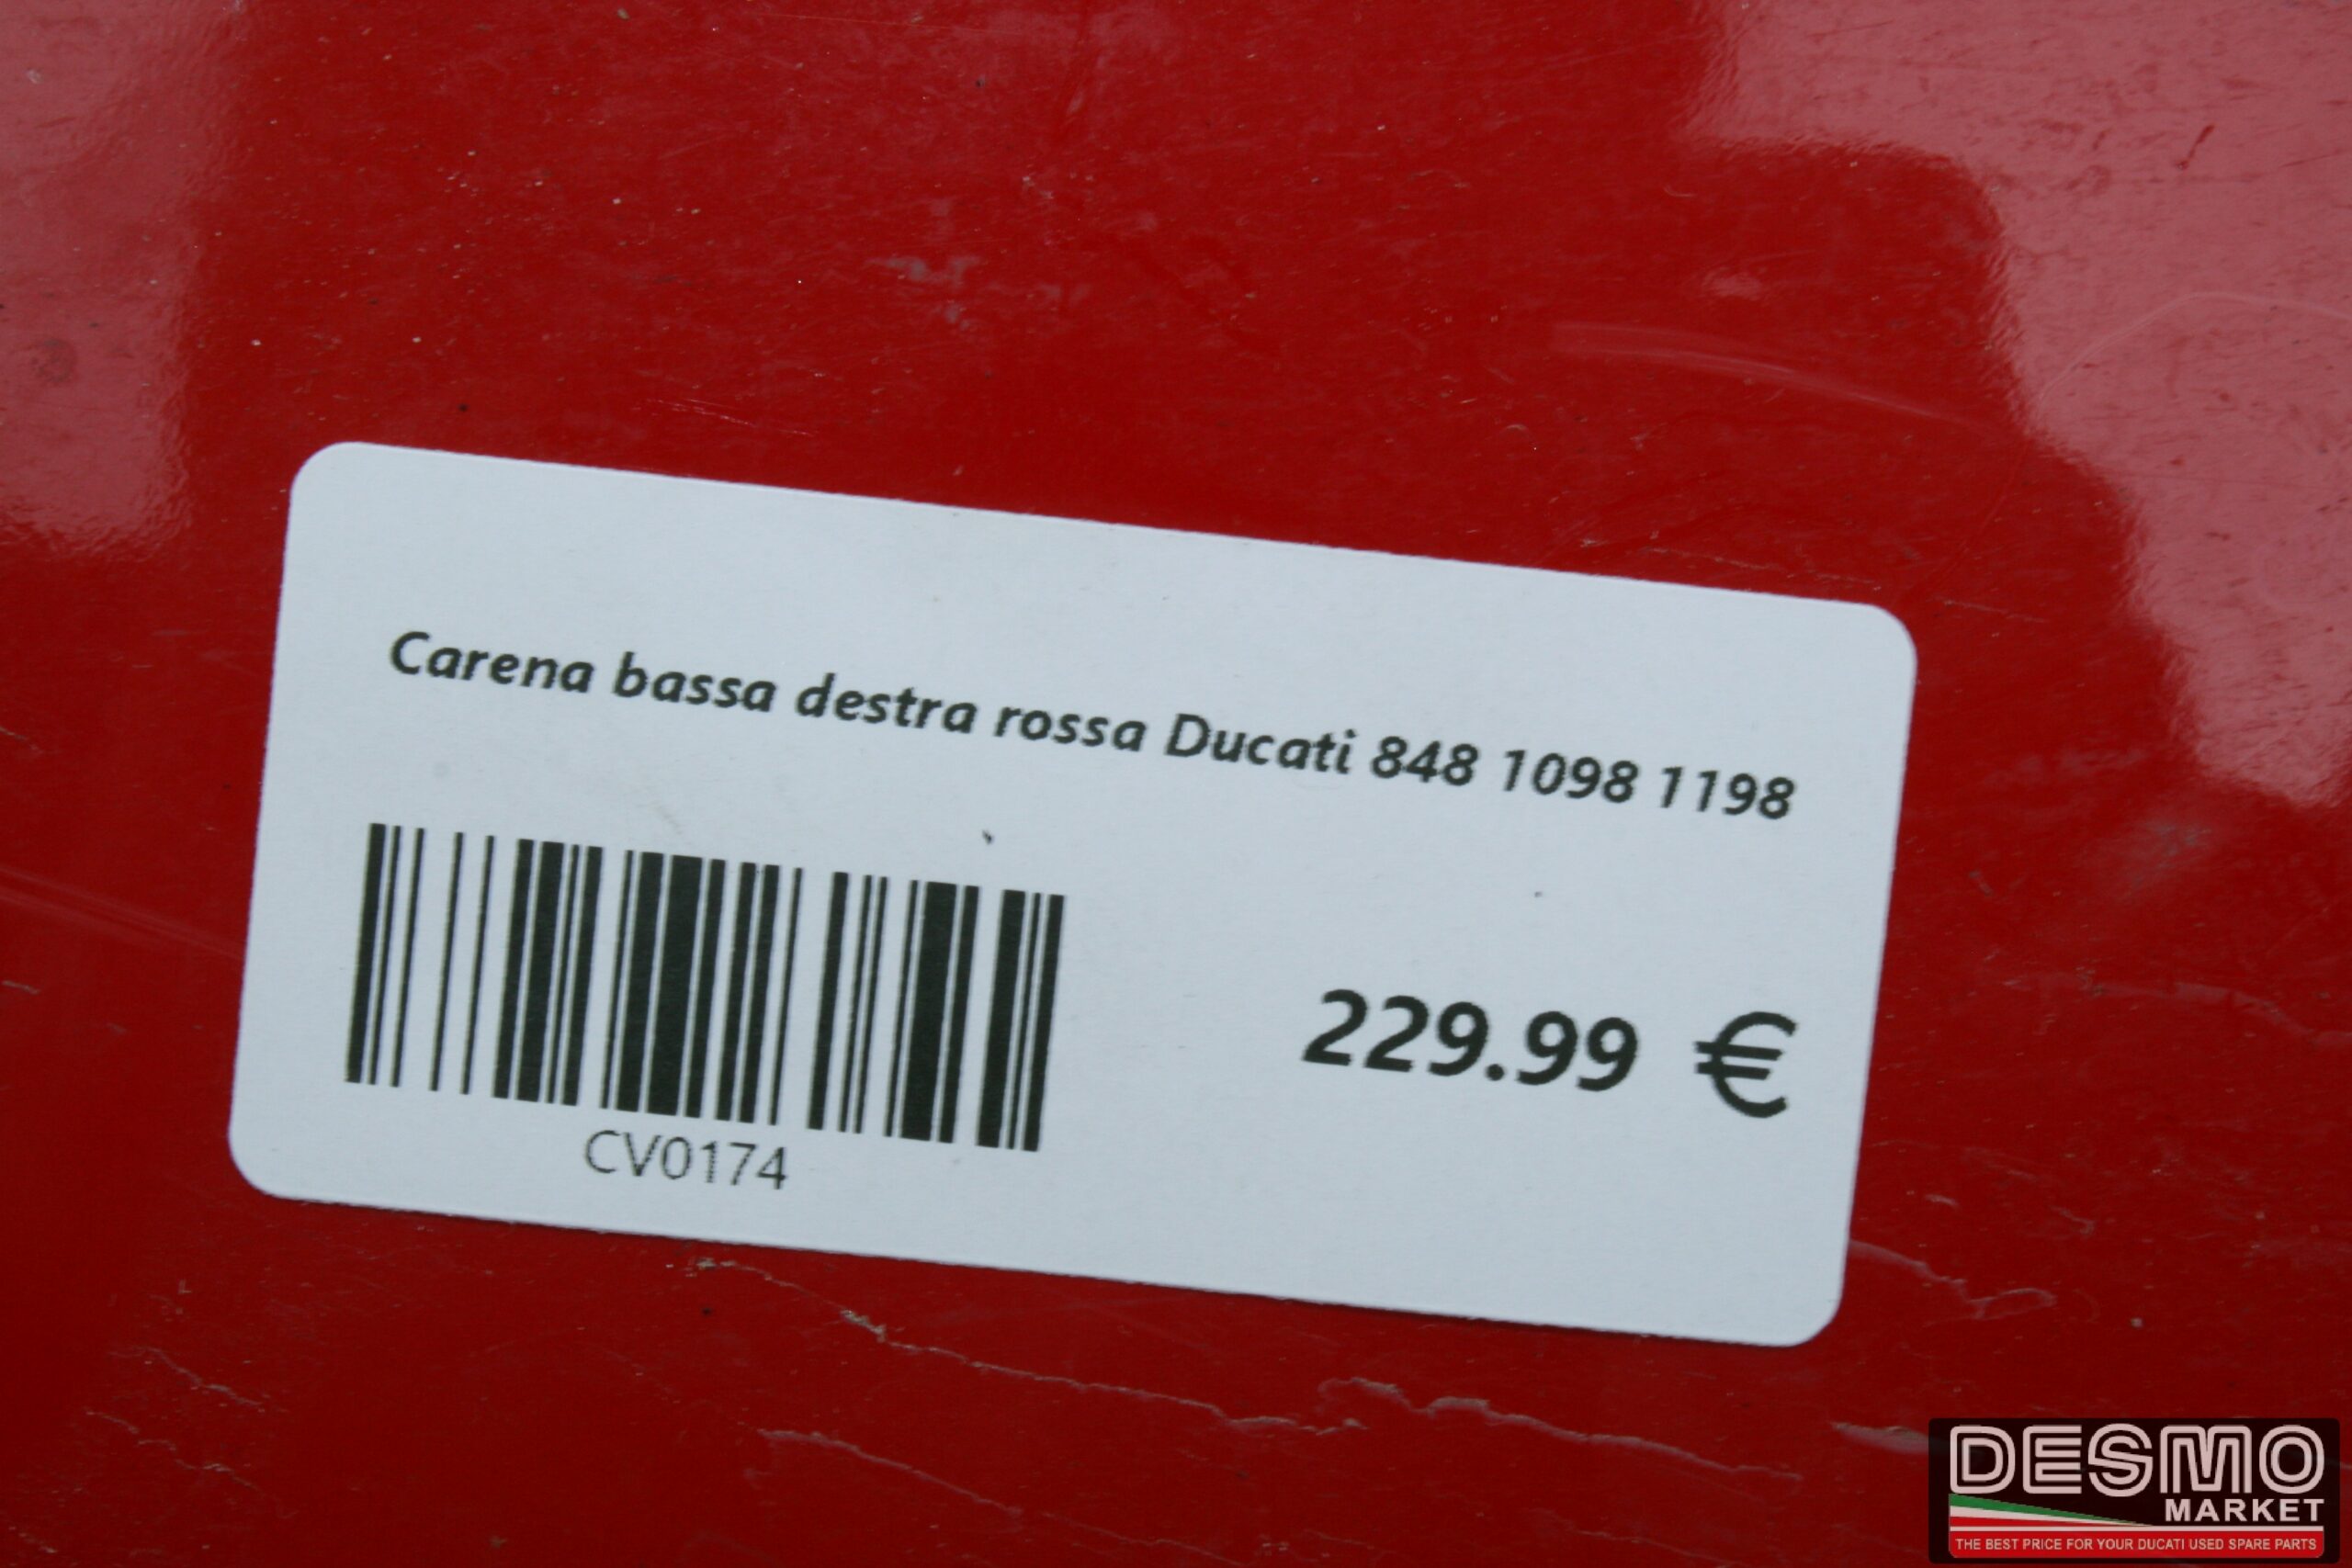 Carena bassa destra rossa Ducati 848 1098 1198
229.99 €
CV0174
DESMO
MARKET
THE BEST PRICE FOR YOUR DUCATI USED SPARE PARTS